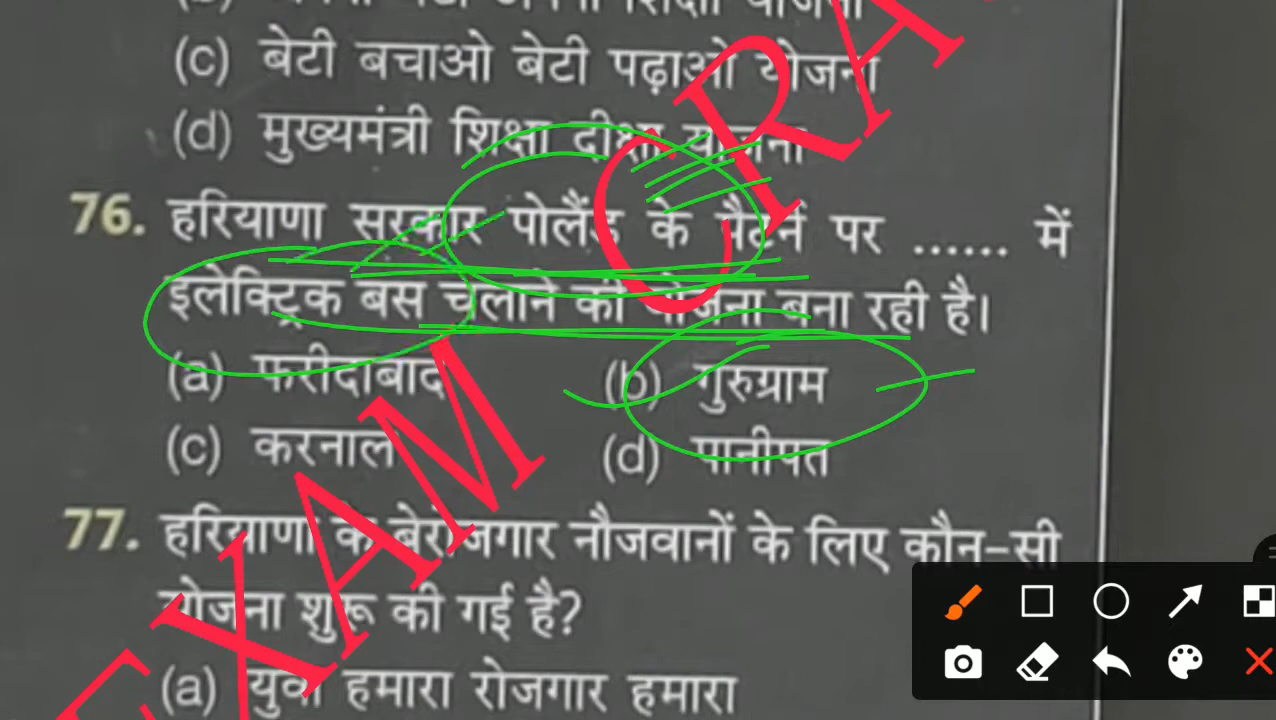 (c) बेटी बचाओ बेटी पढ़ाओ योजना
(d) मुख्यमंत्री शिक्षा दीक्षा योजना
76. हरियाणा सरकार पोलैंड के पैटर्न पर ...... में
इलेक्ट्रिक बस चलाने की योजना बना रही है।
(a) फरीदाबाद (b) गुरुग्राम
(c) करनाल (d) पानीपत
77. हरियाणा के बेरोजगार नौजवानों के लिए कौन-सी
योजना शुरू की गई है?
(a) युवा हमारा रोजगार हमारा
EXAM CRA